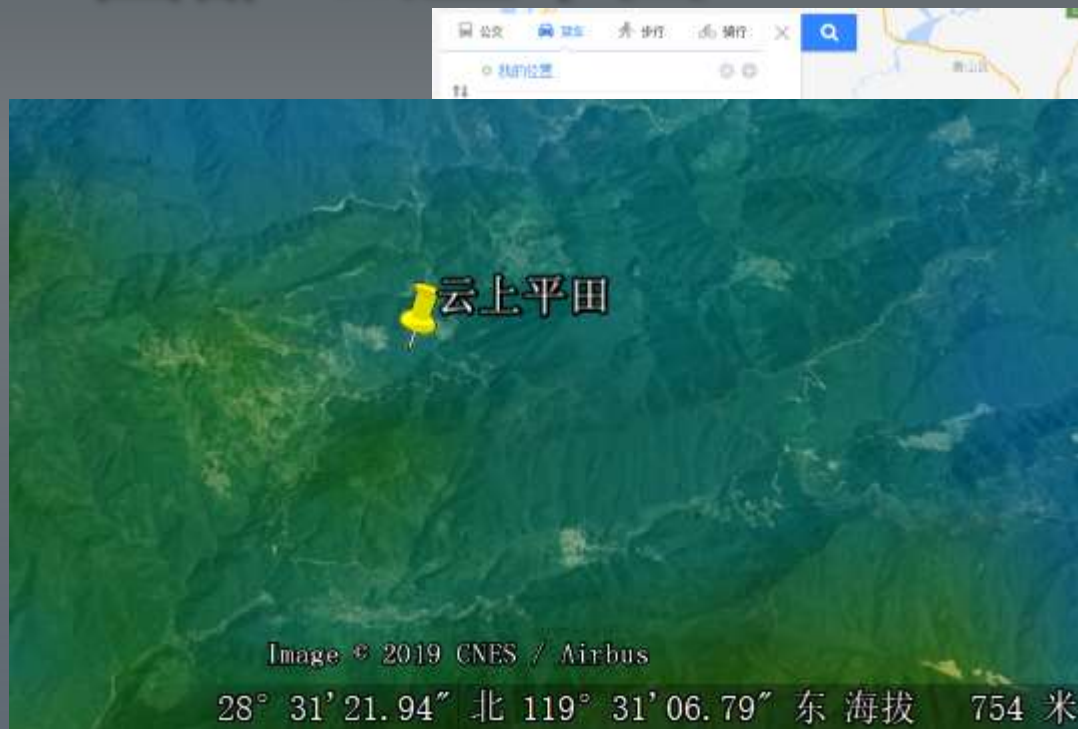 公交 驾车 步行 骑行
我的位置
云上平田
Image © 2019 CNES / Airbus
28° 31′21.94″ 北 119° 31′06.79″ 东 海拔 754 米